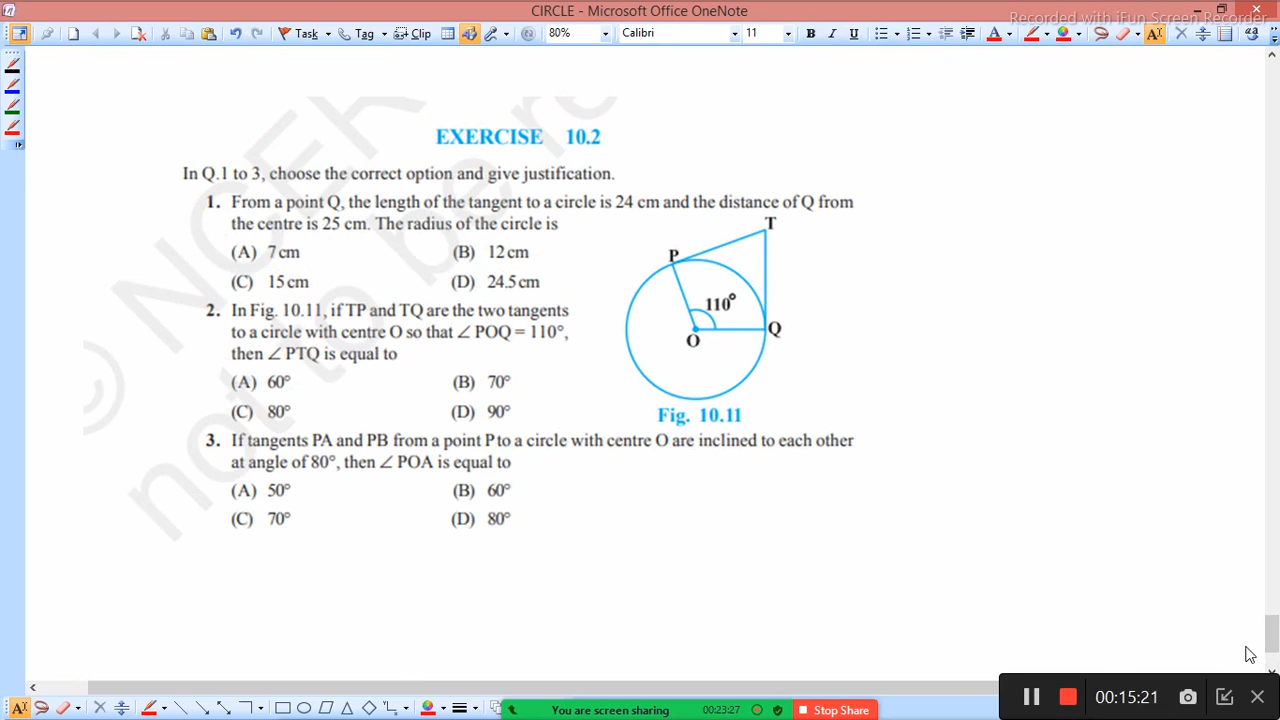 CIRCLE - Microsoft Office OneNote
Recorded with iFun Screen Recorder
Task Tag Clip 80% Calibri 11 B I U
EXERCISE 10.2
In Q.1 to 3, choose the correct option and give justification.
1. From a point Q, the length of the tangent to a circle is 24 cm and the distance of Q from
the centre is 25 cm. The radius of the circle is
(A) 7 cm (B) 12 cm
(C) 15 cm (D) 24.5 cm
2. In Fig. 10.11, if TP and TQ are the two tangents
to a circle with centre O so that ∠ POQ = 110°,
then ∠ PTQ is equal to
(A) 60° (B) 70°
(C) 80° (D) 90°
T
P
110°
O
Q
Fig. 10.11
3. If tangents PA and PB from a point P to a circle with centre O are inclined to each other
at angle of 80°, then ∠ POA is equal to
(A) 50° (B) 60°
(C) 70° (D) 80°
© NCER
not to be re
00:15:21
You are screen sharing 00:23:27 Stop Share